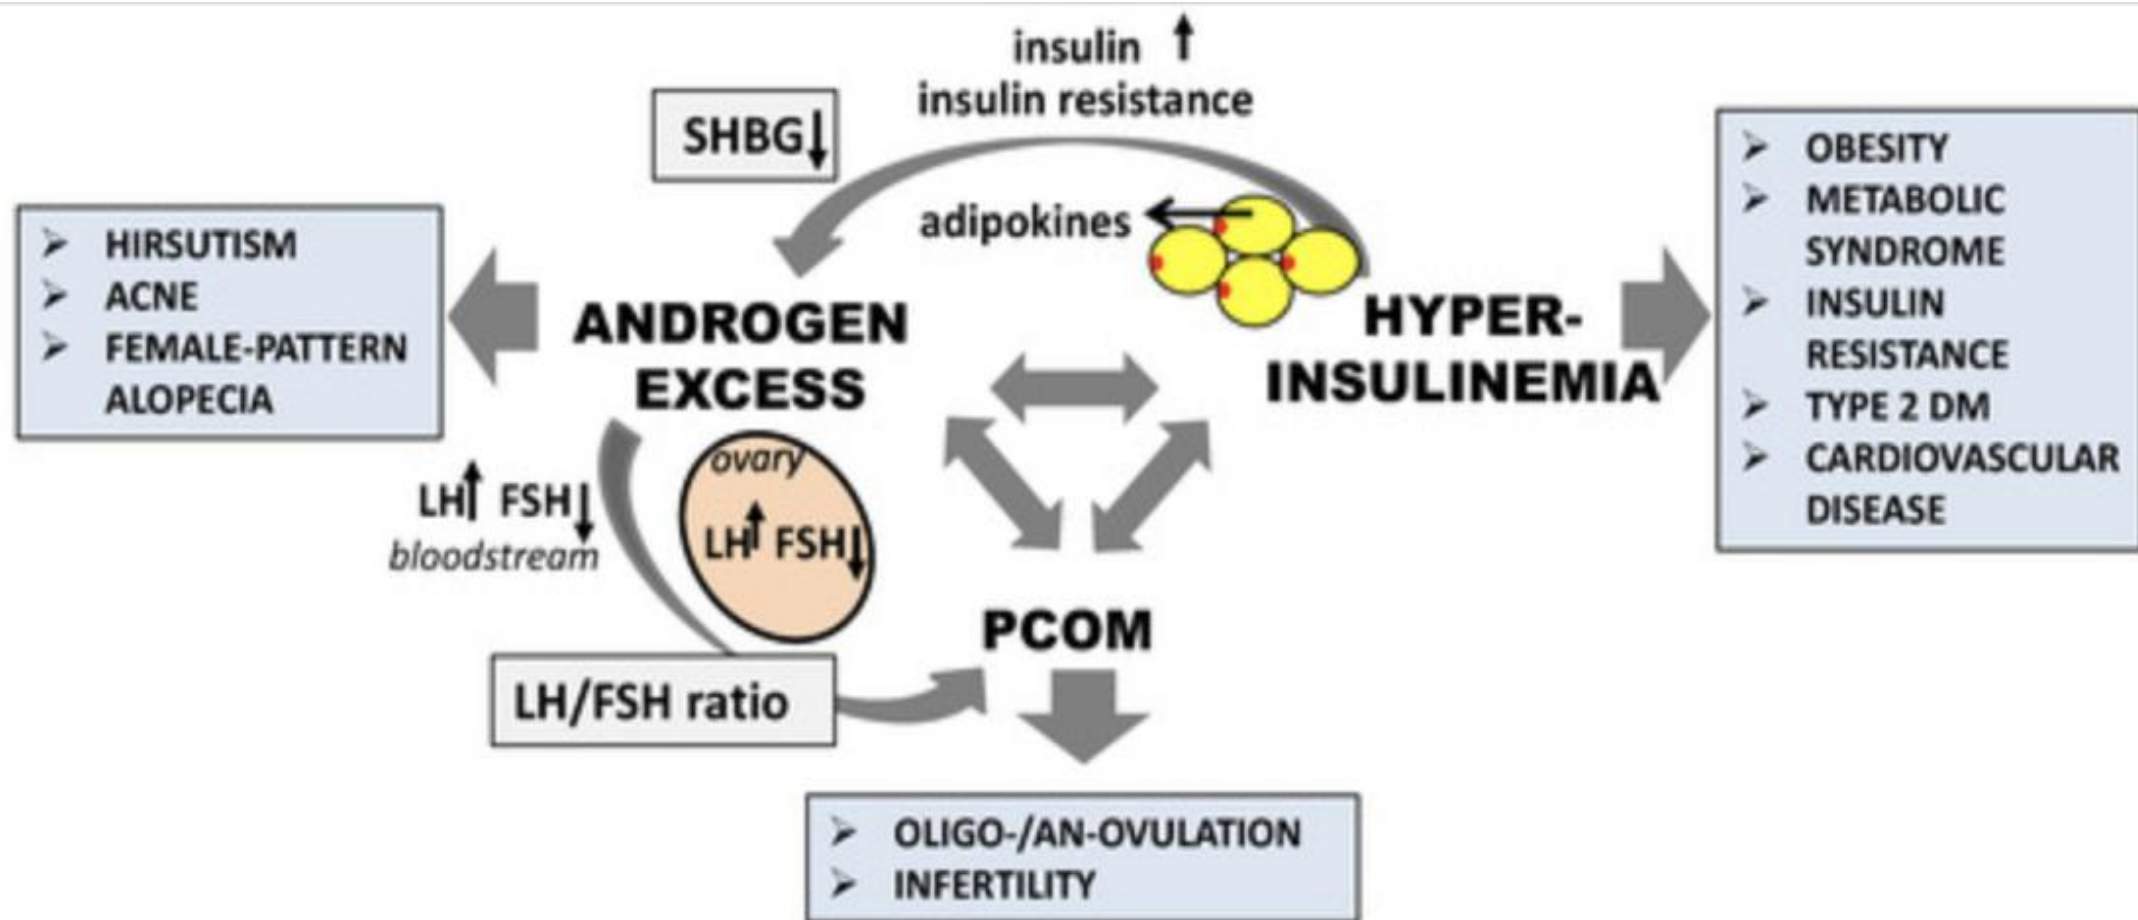 insulin ↑
insulin resistance
SHBG↓
adipokines
➢ HIRSUTISM
➢ ACNE
➢ FEMALE-PATTERN
ALOPECIA
ANDROGEN
EXCESS
HYPER-
INSULINEMIA
➢ OBESITY
➢ METABOLIC
SYNDROME
➢ INSULIN
RESISTANCE
➢ TYPE 2 DM
➢ CARDIOVASCULAR
DISEASE
LH↑ FSH↓
bloodstream
ovary
LH↑ FSH↓
PCOM
LH/FSH ratio
➢ OLIGO-/AN-OVULATION
➢ INFERTILITY